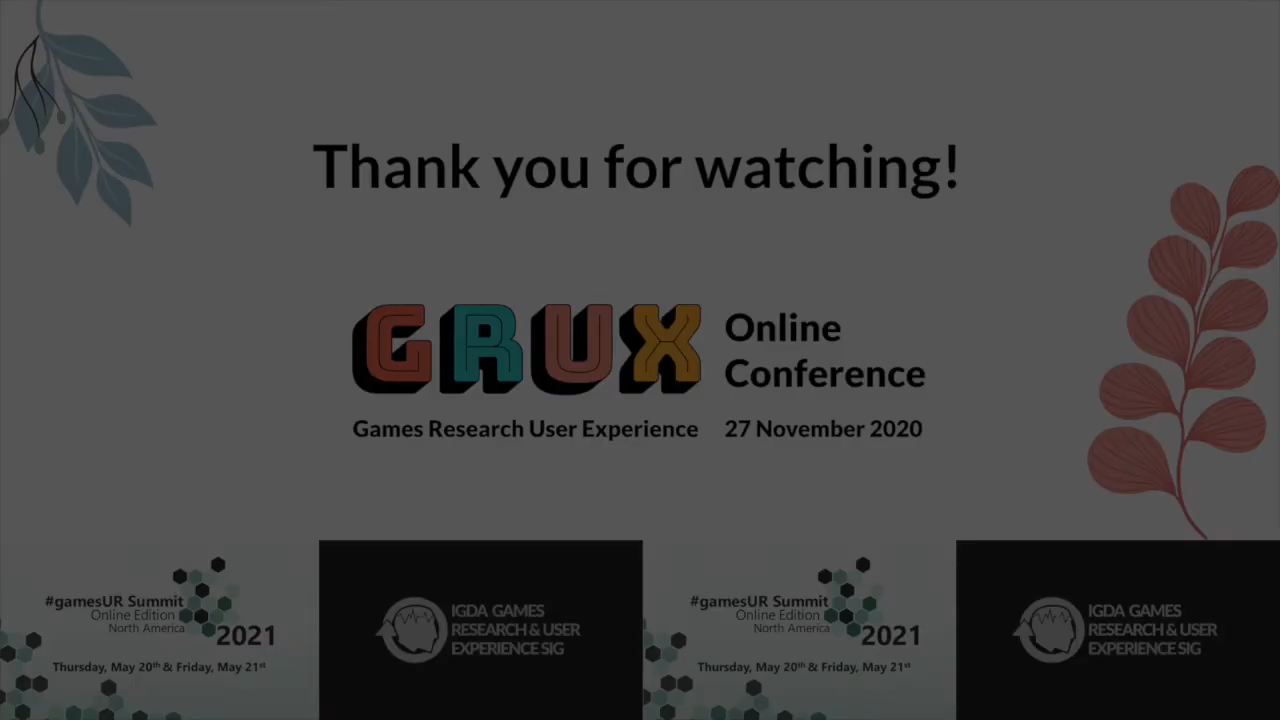 Thank you for watching!
GRUX
Online
Conference
Games Research User Experience
27 November 2020
#gamesUR Summit
Online Edition
North America
2021
Thursday, May 20th & Friday, May 21st
IGDA GAMES
RESEARCH & USER
EXPERIENCE SIG
#gamesUR Summit
Online Edition
North America
2021
Thursday, May 20th & Friday, May 21st
IGDA GAMES
RESEARCH & USER
EXPERIENCE SIG